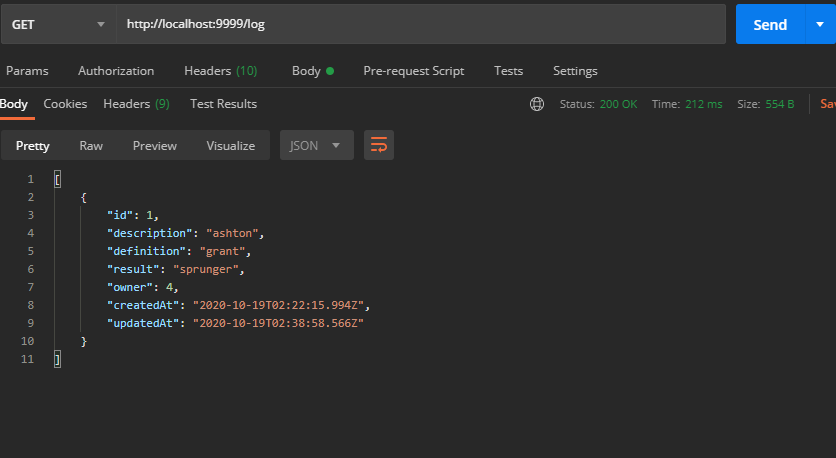 GET http://localhost:9999/log Send
Params Authorization Headers (10) Body Pre-request Script Tests Settings
Body Cookies Headers (9) Test Results Status: 200 OK Time: 212 ms Size: 554 B Sa
Pretty Raw Preview Visualize JSON
1 [
2 {
3 "id": 1,
4 "description": "ashton",
5 "definition": "grant",
6 "result": "sprunger",
7 "owner": 4,
8 "createdAt": "2020-10-19T02:22:15.994Z",
9 "updatedAt": "2020-10-19T02:38:58.566Z"
10 }
11 ]